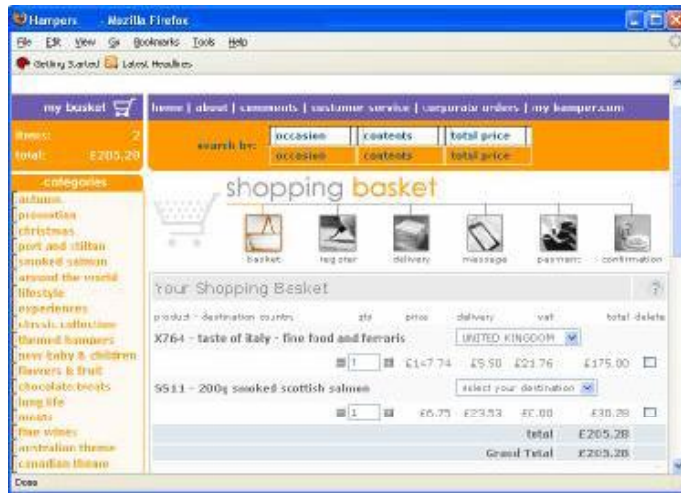 Hampers - Mozilla Firefox
File Edit View Go Bookmarks Tools Help
Getting Started Latest Headlines
my basket
home | about | comments | customer service | corporate orders | my hamper.com
items: 2
total: £205.28
search by:
occasion contents total price
occasion contents total price
categories
autumn
promotion
christmas
port and stilton
smoked salmon
around the world
lifestyle
experiences
classic collection
themed hampers
new baby & children
flowers & fruit
chocolate treats
long life
fine wines
australian theme
canadian theme
shopping basket
basket register delivery message payment confirmation
Your Shopping Basket ?
product - destination country qty price delivery vat total delete
X764 - taste of italy - fine food and ferraris UNITED KINGDOM
1 £147.74 £5.50 £21.76 £175.00
S511 - 200g smoked scottish salmon select your destination
1 £6.75 £23.53 £0.00 £30.28
total £205.28
Grand Total £205.28
Done